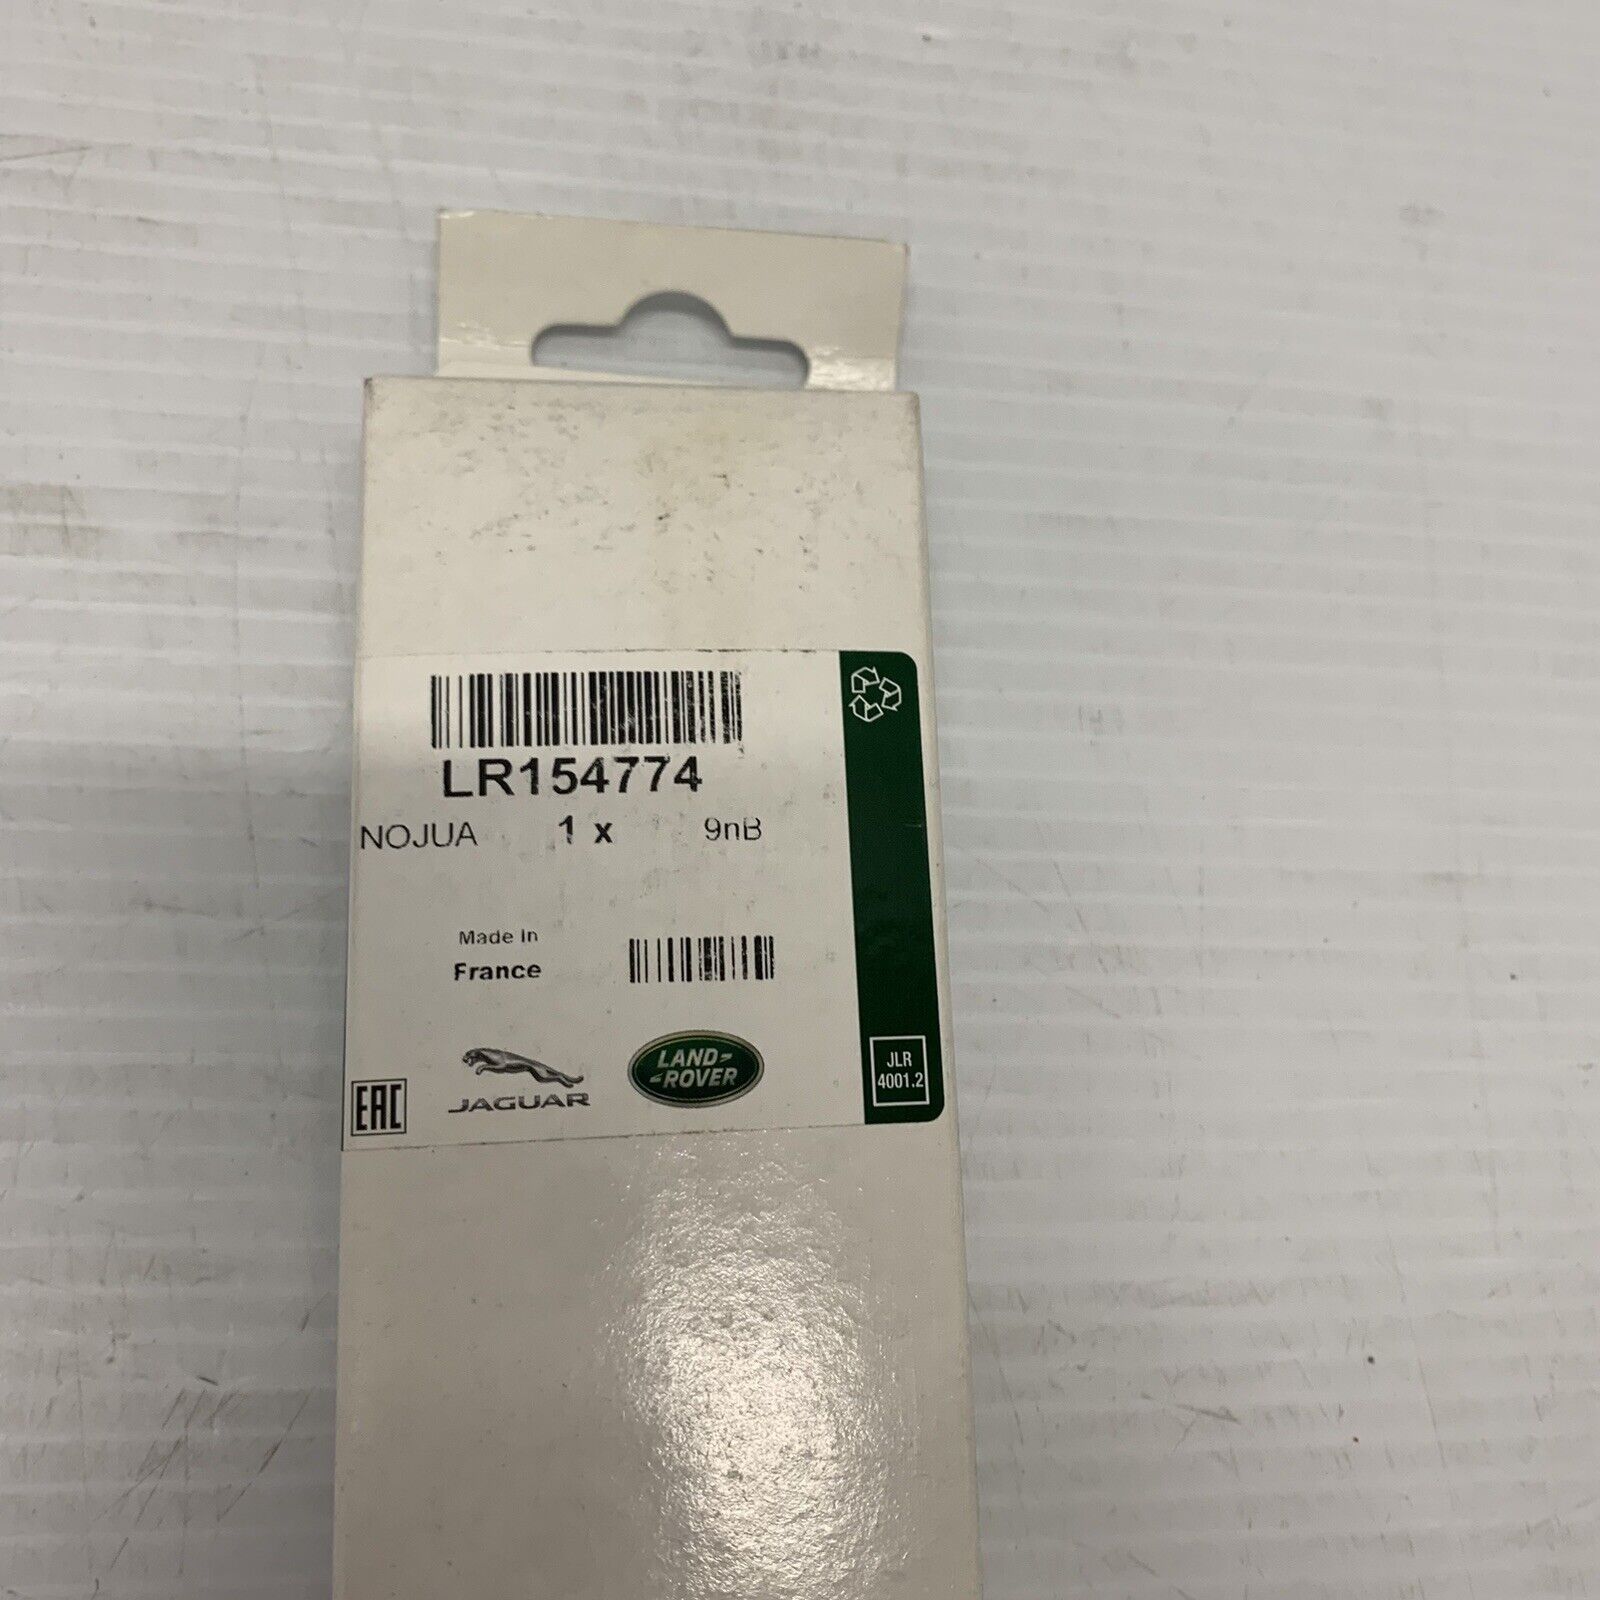 LR154774
NOJUA 1 x 9nB
Made in
France
EAC
JAGUAR
LAND-
-ROVER
JLR
4001.2